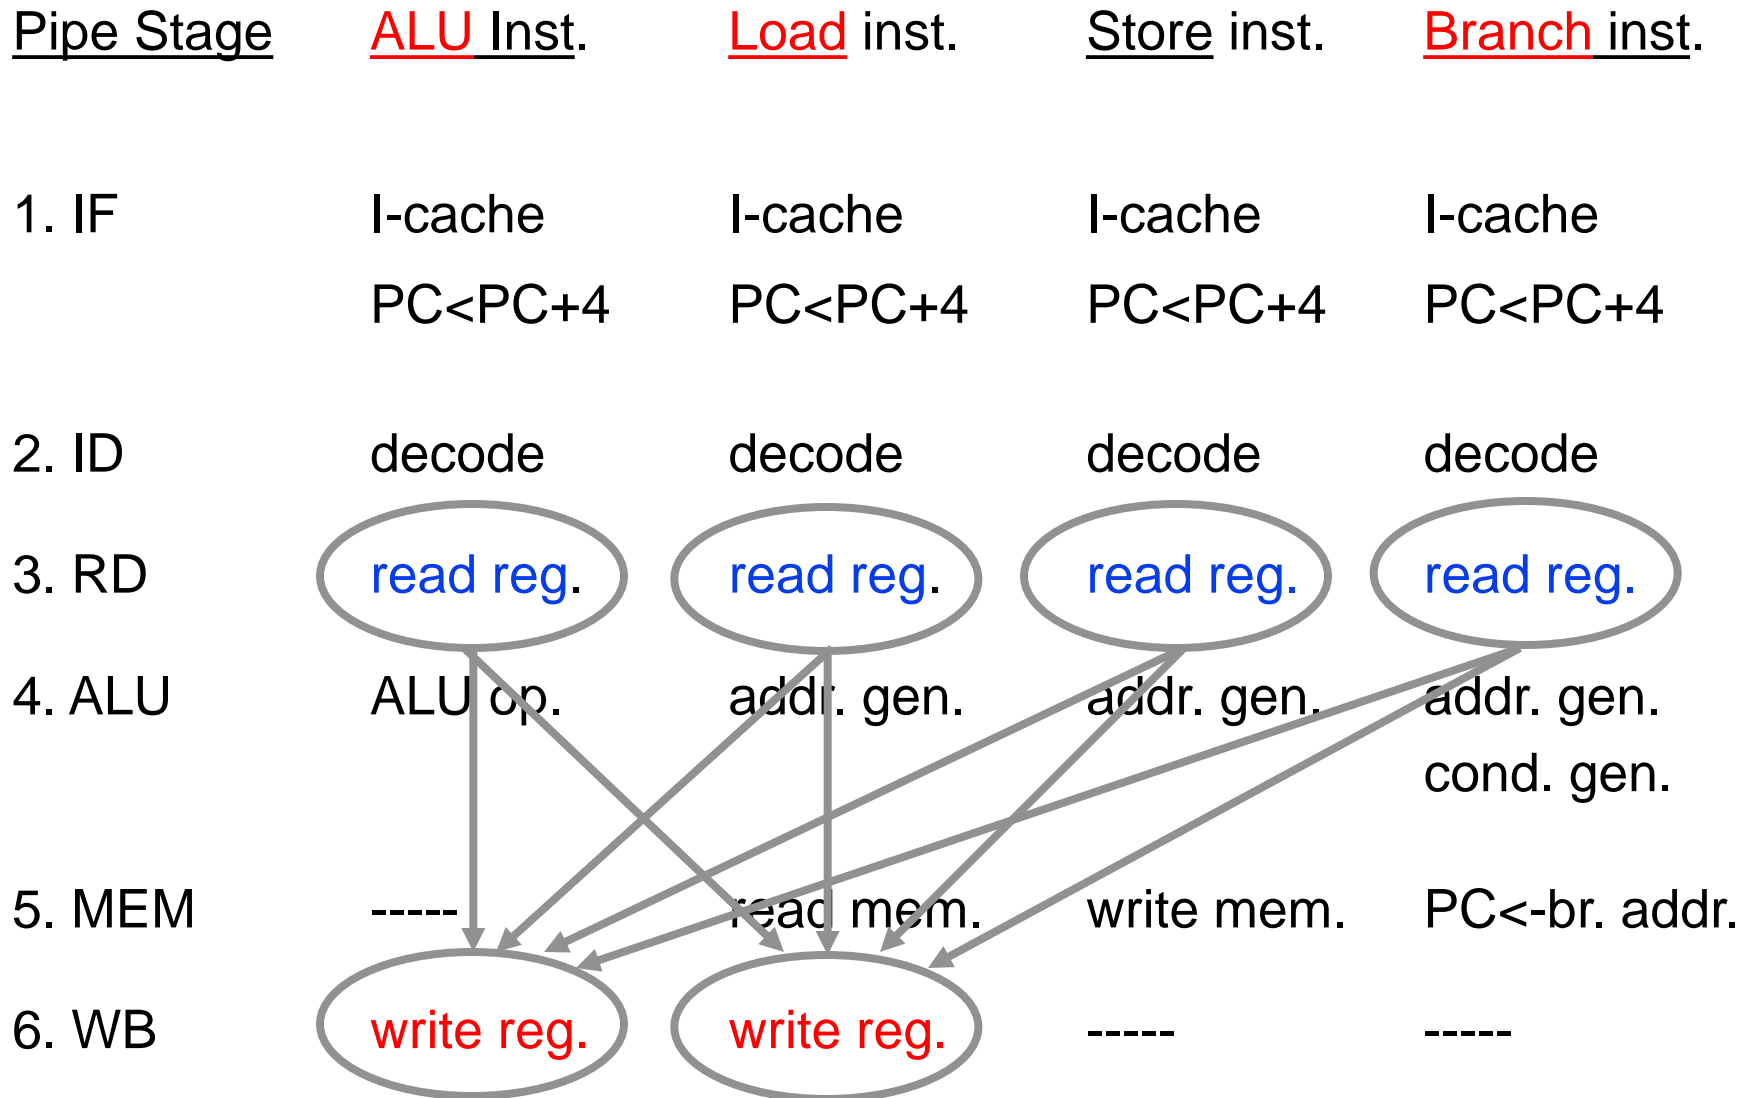 Pipe Stage ALU Inst. Load inst. Store inst. Branch inst.
1. IF I-cache I-cache I-cache I-cache
PC<PC+4 PC<PC+4 PC<PC+4 PC<PC+4
2. ID decode decode decode decode
3. RD read reg. read reg. read reg. read reg.
4. ALU ALU op. addr. gen. addr. gen. addr. gen.
cond. gen.
5. MEM ----- read mem. write mem. PC<-br. addr.
6. WB write reg. write reg. ----- -----